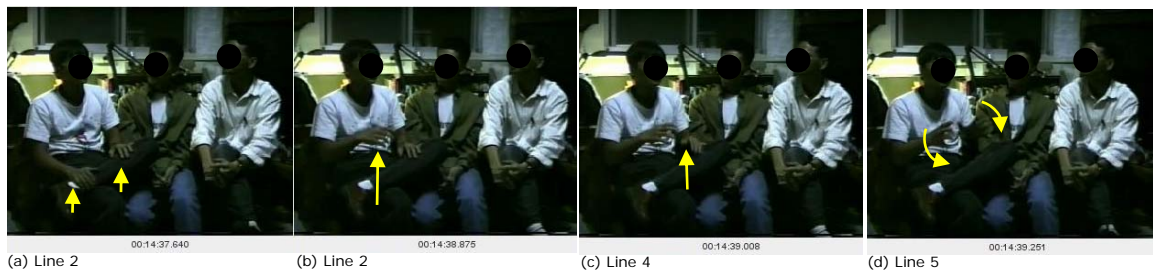 00:14:37.640
00:14:38.875
00:14:39.008
00:14:39.251
(a) Line 2
(b) Line 2
(c) Line 4
(d) Line 5